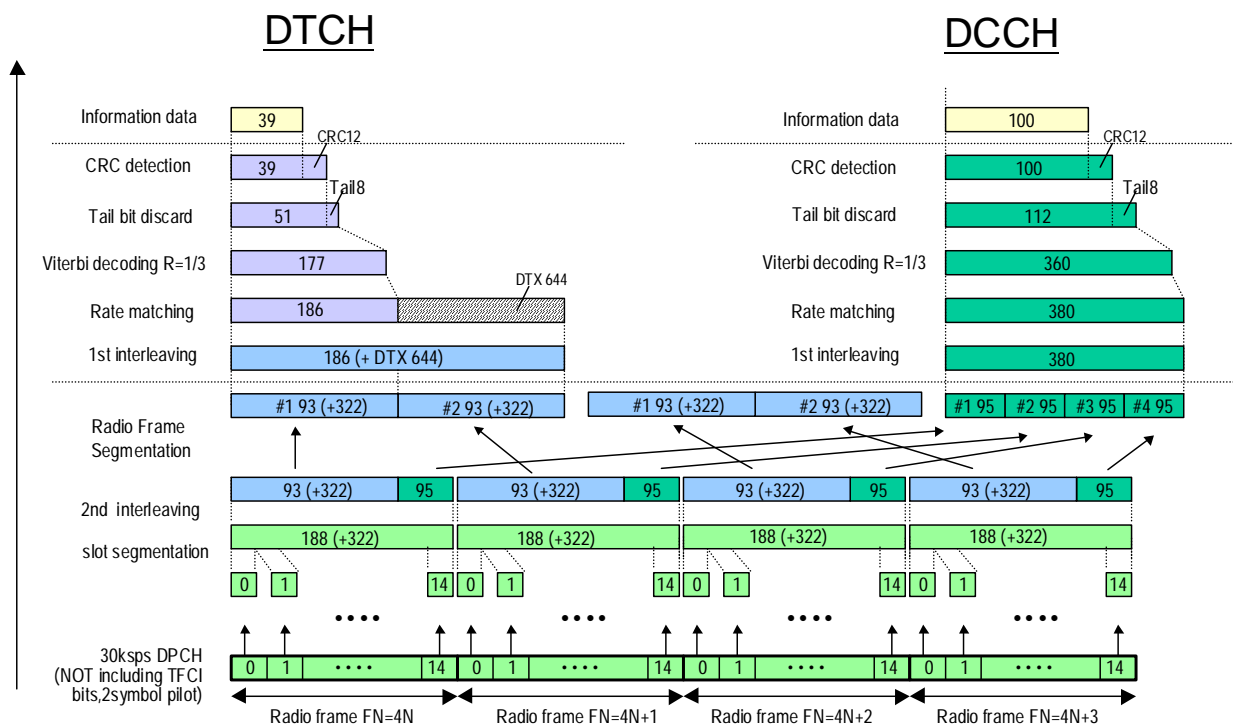 DTCH
DCCH
Information data
39
Information data
100
CRC12
CRC12
CRC detection
39
CRC detection
100
Tail8
Tail8
Tail bit discard
51
Tail bit discard
112
Viterbi decoding R=1/3
177
Viterbi decoding R=1/3
360
DTX 644
Rate matching
186
Rate matching
380
1st interleaving
186 (+ DTX 644)
1st interleaving
380
#1 93 (+322)
#2 93 (+322)
#1 93 (+322)
#2 93 (+322)
#1 95
#2 95
#3 95
#4 95
Radio Frame
Segmentation
93 (+322)
95
93 (+322)
95
93 (+322)
95
93 (+322)
95
2nd interleaving
188 (+322)
188 (+322)
188 (+322)
188 (+322)
slot segmentation
0
1
14
0
1
14
0
1
14
0
1
14
30ksps DPCH
(NOT including TFCI
bits,2symbol pilot)
0
1
14
0
1
14
0
1
14
0
1
14
Radio frame FN=4N
Radio frame FN=4N+1
Radio frame FN=4N+2
Radio frame FN=4N+3